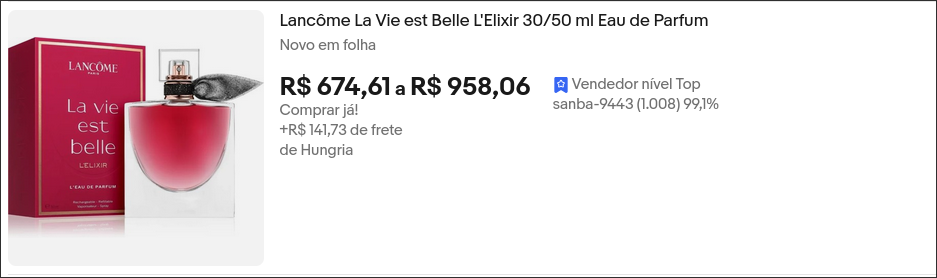 Lancôme La Vie est Belle L'Elixir 30/50 ml Eau de Parfum
Novo em folha
R$ 674,61 a R$ 958,06
Comprar já!
+R$ 141,73 de frete
de Hungria
Vendedor nível Top
sanba-9443 (1.008) 99,1%
LANCÔME
PARIS
La vie
est
belle
L'ELIXIR
L'EAU DE PARFUM